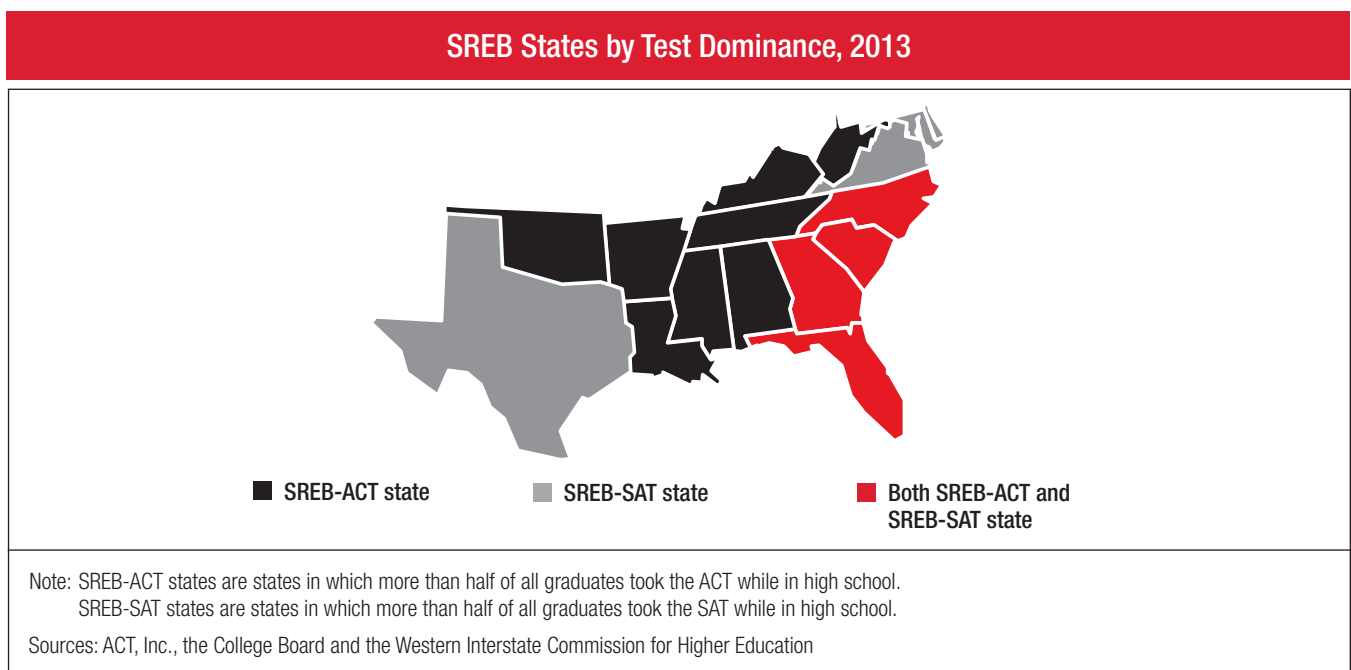 SREB States by Test Dominance, 2013
SREB-ACT state
SREB-SAT state
Both SREB-ACT and
SREB-SAT state
Note: SREB-ACT states are states in which more than half of all graduates took the ACT while in high school.
SREB-SAT states are states in which more than half of all graduates took the SAT while in high school.
Sources: ACT, Inc., the College Board and the Western Interstate Commission for Higher Education